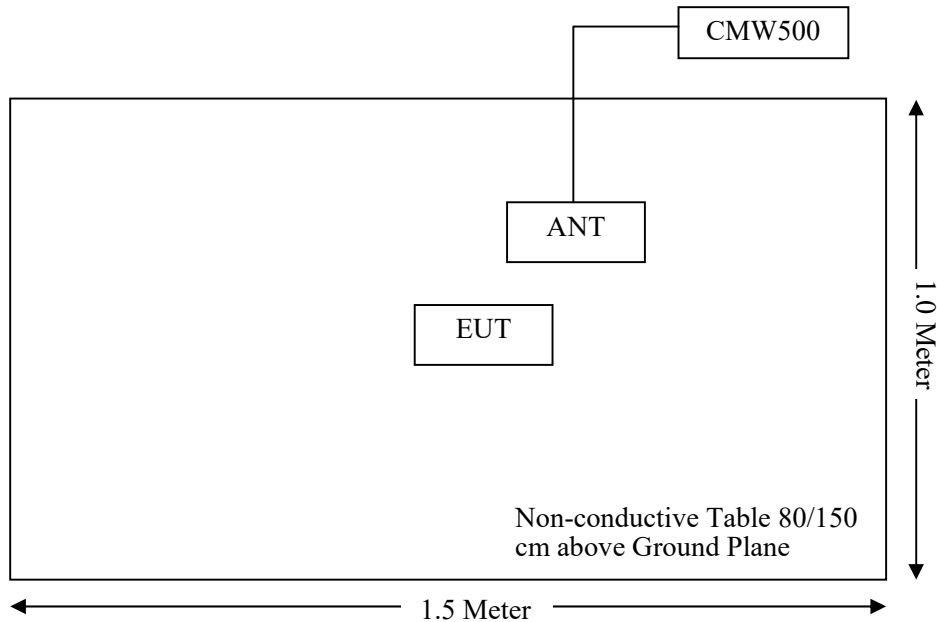 CMW500
ANT
EUT
1.0 Meter
Non-conductive Table 80/150
cm above Ground Plane
1.5 Meter